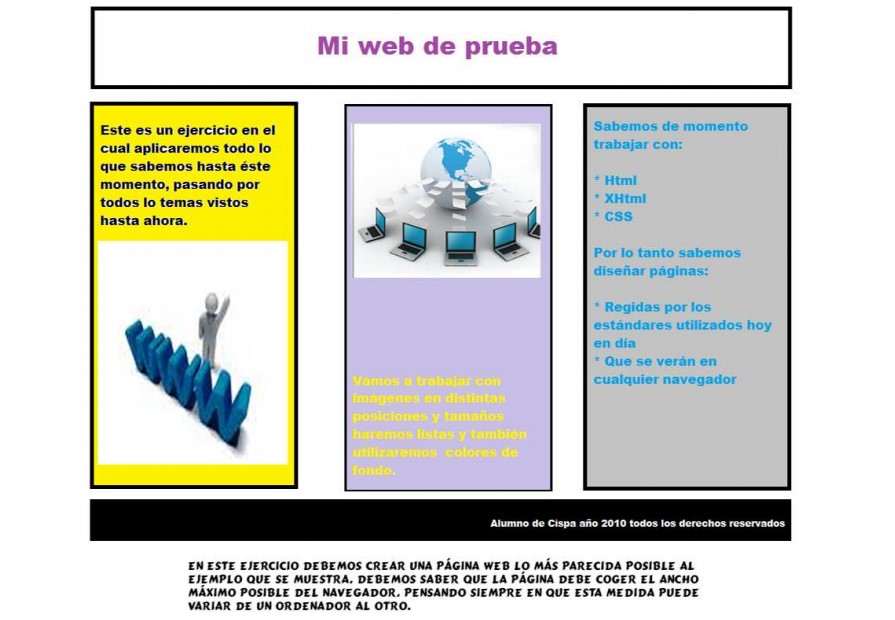 Mi web de prueba
Este es un ejercicio en el
cual aplicaremos todo lo
que sabemos hasta éste
momento, pasando por
todos lo temas vistos
hasta ahora.
WWW
Vamos a trabajar con
imágenes en distintas
posiciones y tamaños
haremos listas y también
utilizaremos colores de
fondo.
Sabemos de momento
trabajar con:
* Html
* XHtml
* CSS
Por lo tanto sabemos
diseñar páginas:
* Regidas por los
estándares utilizados hoy
en día
* Que se verán en
cualquier navegador
Alumno de Cispa año 2010 todos los derechos reservados
EN ESTE EJERCICIO DEBEMOS CREAR UNA PÁGINA WEB LO MÁS PARECIDA POSIBLE AL
EJEMPLO QUE SE MUESTRA. DEBEMOS SABER QUE LA PÁGINA DEBE COGER EL ANCHO
MÁXIMO POSIBLE DEL NAVEGADOR, PENSANDO SIEMPRE EN QUE ESTA MEDIDA PUEDE
VARIAR DE UN ORDENADOR AL OTRO.